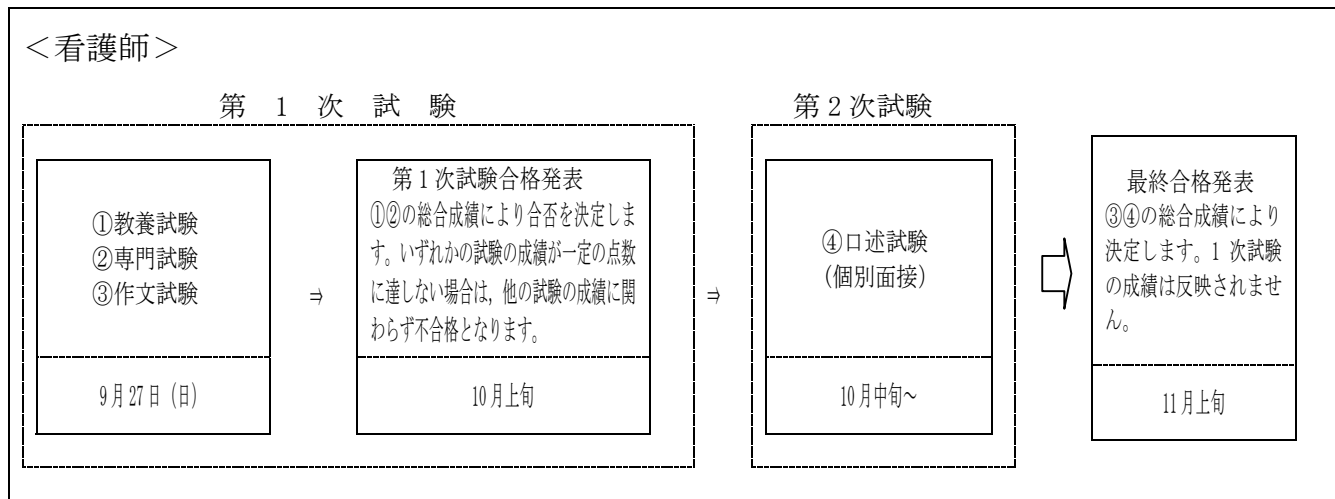 ＜看護師＞
第　１　次　試　験
第２次試験
①教養試験
②専門試験
③作文試験
9月27日（日）
⇒
第１次試験合格発表
①②の総合成績により合否を決定しま
す。いずれかの試験の成績が一定の点数
に達しない場合は，他の試験の成績に関
わらず不合格となります。
10月上旬
⇒
④口述試験
(個別面接)
10月中旬～
最終合格発表
③④の総合成績により
決定します。1 次試験
の成績は反映されませ
ん。
11月上旬